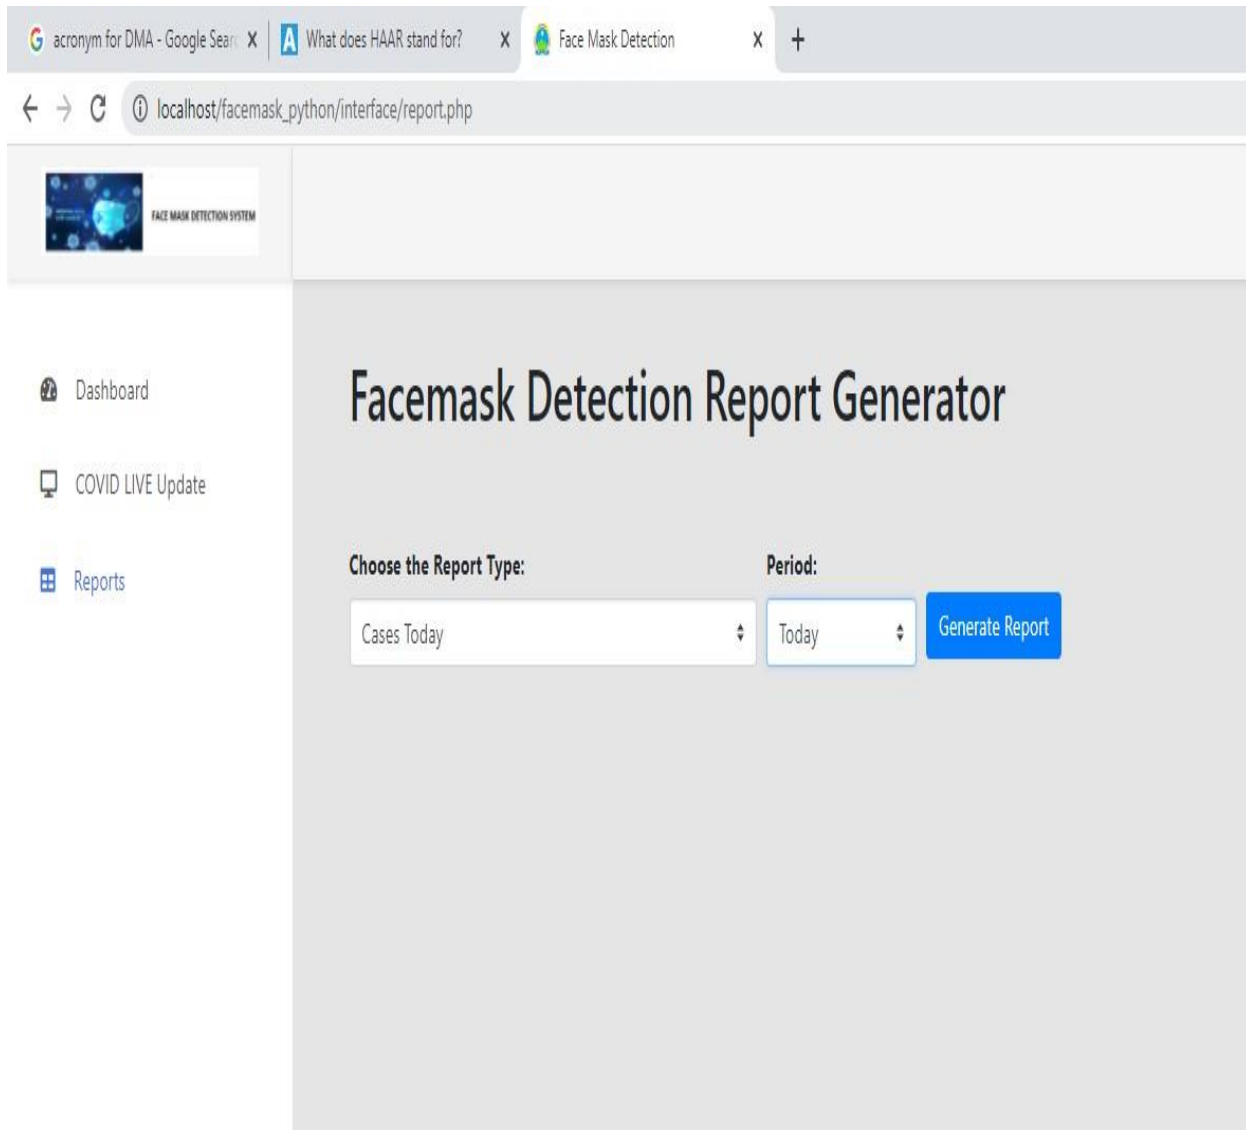 acronym for DMA - Google Sear
What does HAAR stand for?
Face Mask Detection
localhost/facemask_python/interface/report.php
FACE MASK DETECTION SYSTEM
Dashboard
COVID LIVE Update
Reports
Facemask Detection Report Generator
Choose the Report Type: Period:
Cases Today Today Generate Report